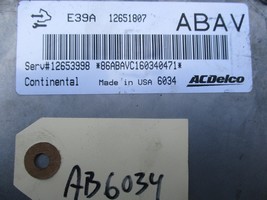 E39A 12651807 ABAV
Serv#12653998 *86ABAVC160340471*
Continental Made in USA 6034 ACDelco
AB6034